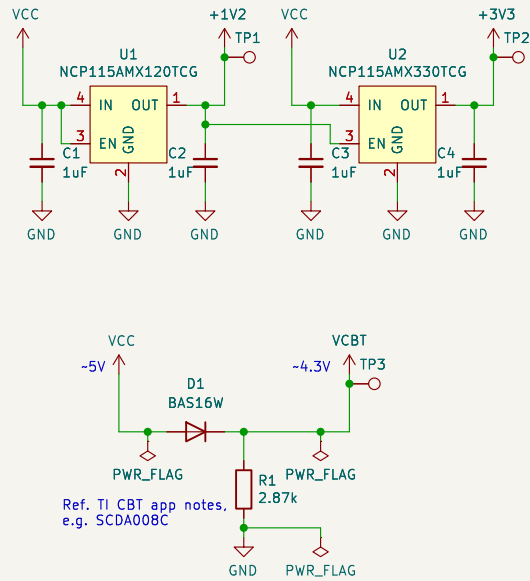 VCC
+1V2
VCC
+3V3
TP1
TP2
U1
NCP115AMX120TCG
U2
NCP115AMX330TCG
4
IN
OUT
1
4
IN
OUT
1
3
EN
GND
2
3
EN
GND
2
C1
1uF
C2
1uF
C3
1uF
C4
1uF
GND
GND
GND
GND
GND
GND
VCC
VCBT
~5V
~4.3V
TP3
D1
BAS16W
PWR_FLAG
PWR_FLAG
R1
2.87k
Ref. TI CBT app notes,
e.g. SCDA008C
GND
PWR_FLAG